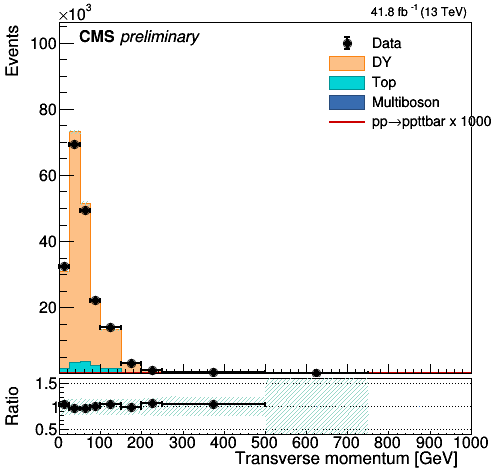 ×10³
41.8 fb⁻¹ (13 TeV)
CMS preliminary
Events
100
80
60
40
20
Data
DY
Top
Multiboson
pp→ppttbar x 1000
Ratio
1.5
1
0.5
0 100 200 300 400 500 600 700 800 900 1000
Transverse momentum [GeV]